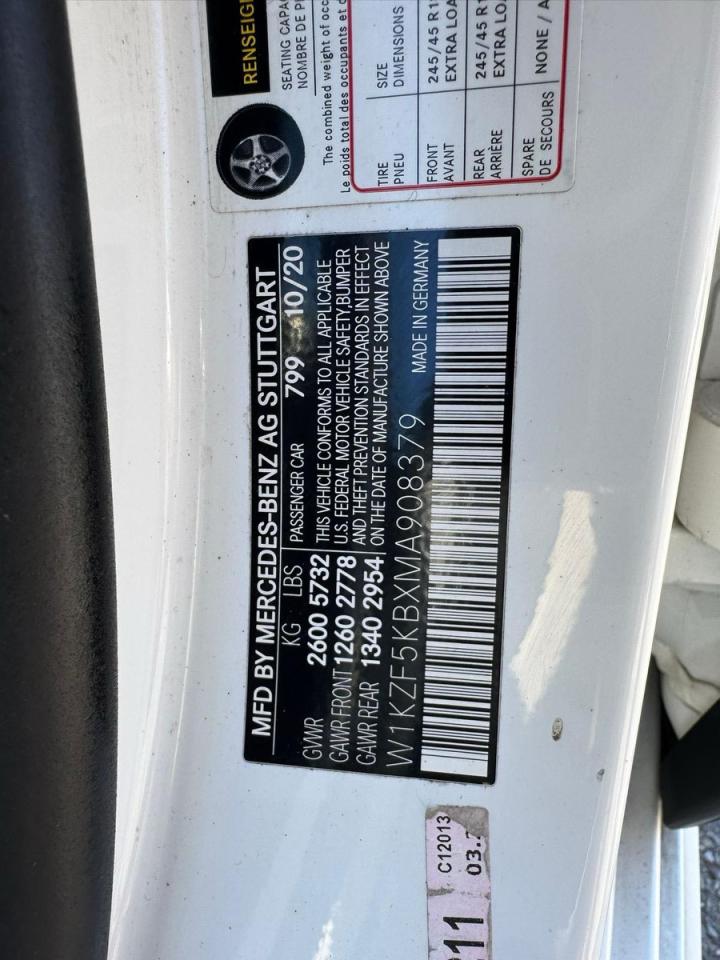 MFD BY MERCEDES-BENZ AG STUTTGART
KG LBS PASSENGER CAR 799 10/20
GVWR 2600 5732 THIS VEHICLE CONFORMS TO ALL APPLICABLE
GAWR FRONT 1260 2778 U.S. FEDERAL MOTOR VEHICLE SAFETY,BUMPER
GAWR REAR 1340 2954 AND THEFT PREVENTION STANDARDS IN EFFECT
ON THE DATE OF MANUFACTURE SHOWN ABOVE
W1KZF5KBXMA908379 MADE IN GERMANY
RENSEIGN
SEATING CAPA
NOMBRE DE PL
The combined weight of occ
Le poids total des occupants et c
TIRE SIZE
PNEU DIMENSIONS
FRONT 245/45 R1
AVANT EXTRA LOA
REAR 245/45 R1
ARRIÈRE EXTRA LOA
SPARE NONE / A
DE SECOURS
C12013
03.
211